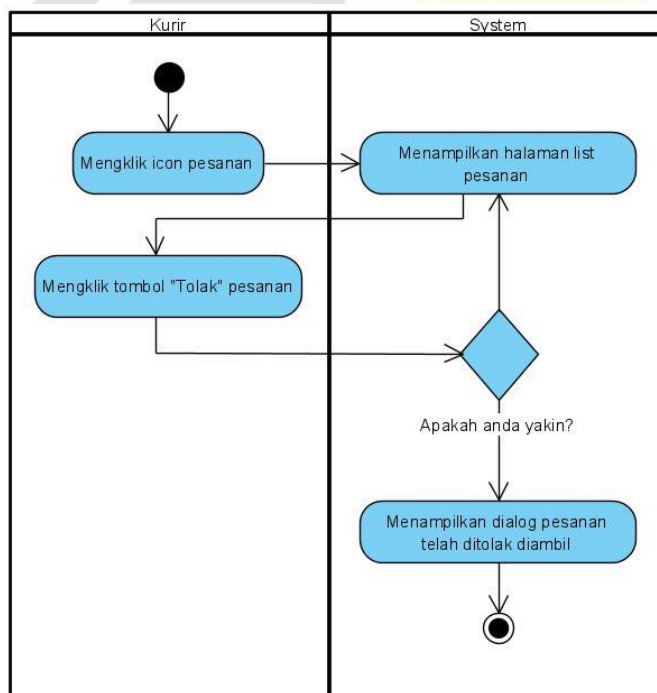 Kurir
System
Mengklik icon pesanan
Menampilkan halaman list
pesanan
Mengklik tombol "Tolak" pesanan
Apakah anda yakin?
Menampilkan dialog pesanan
telah ditolak diambil